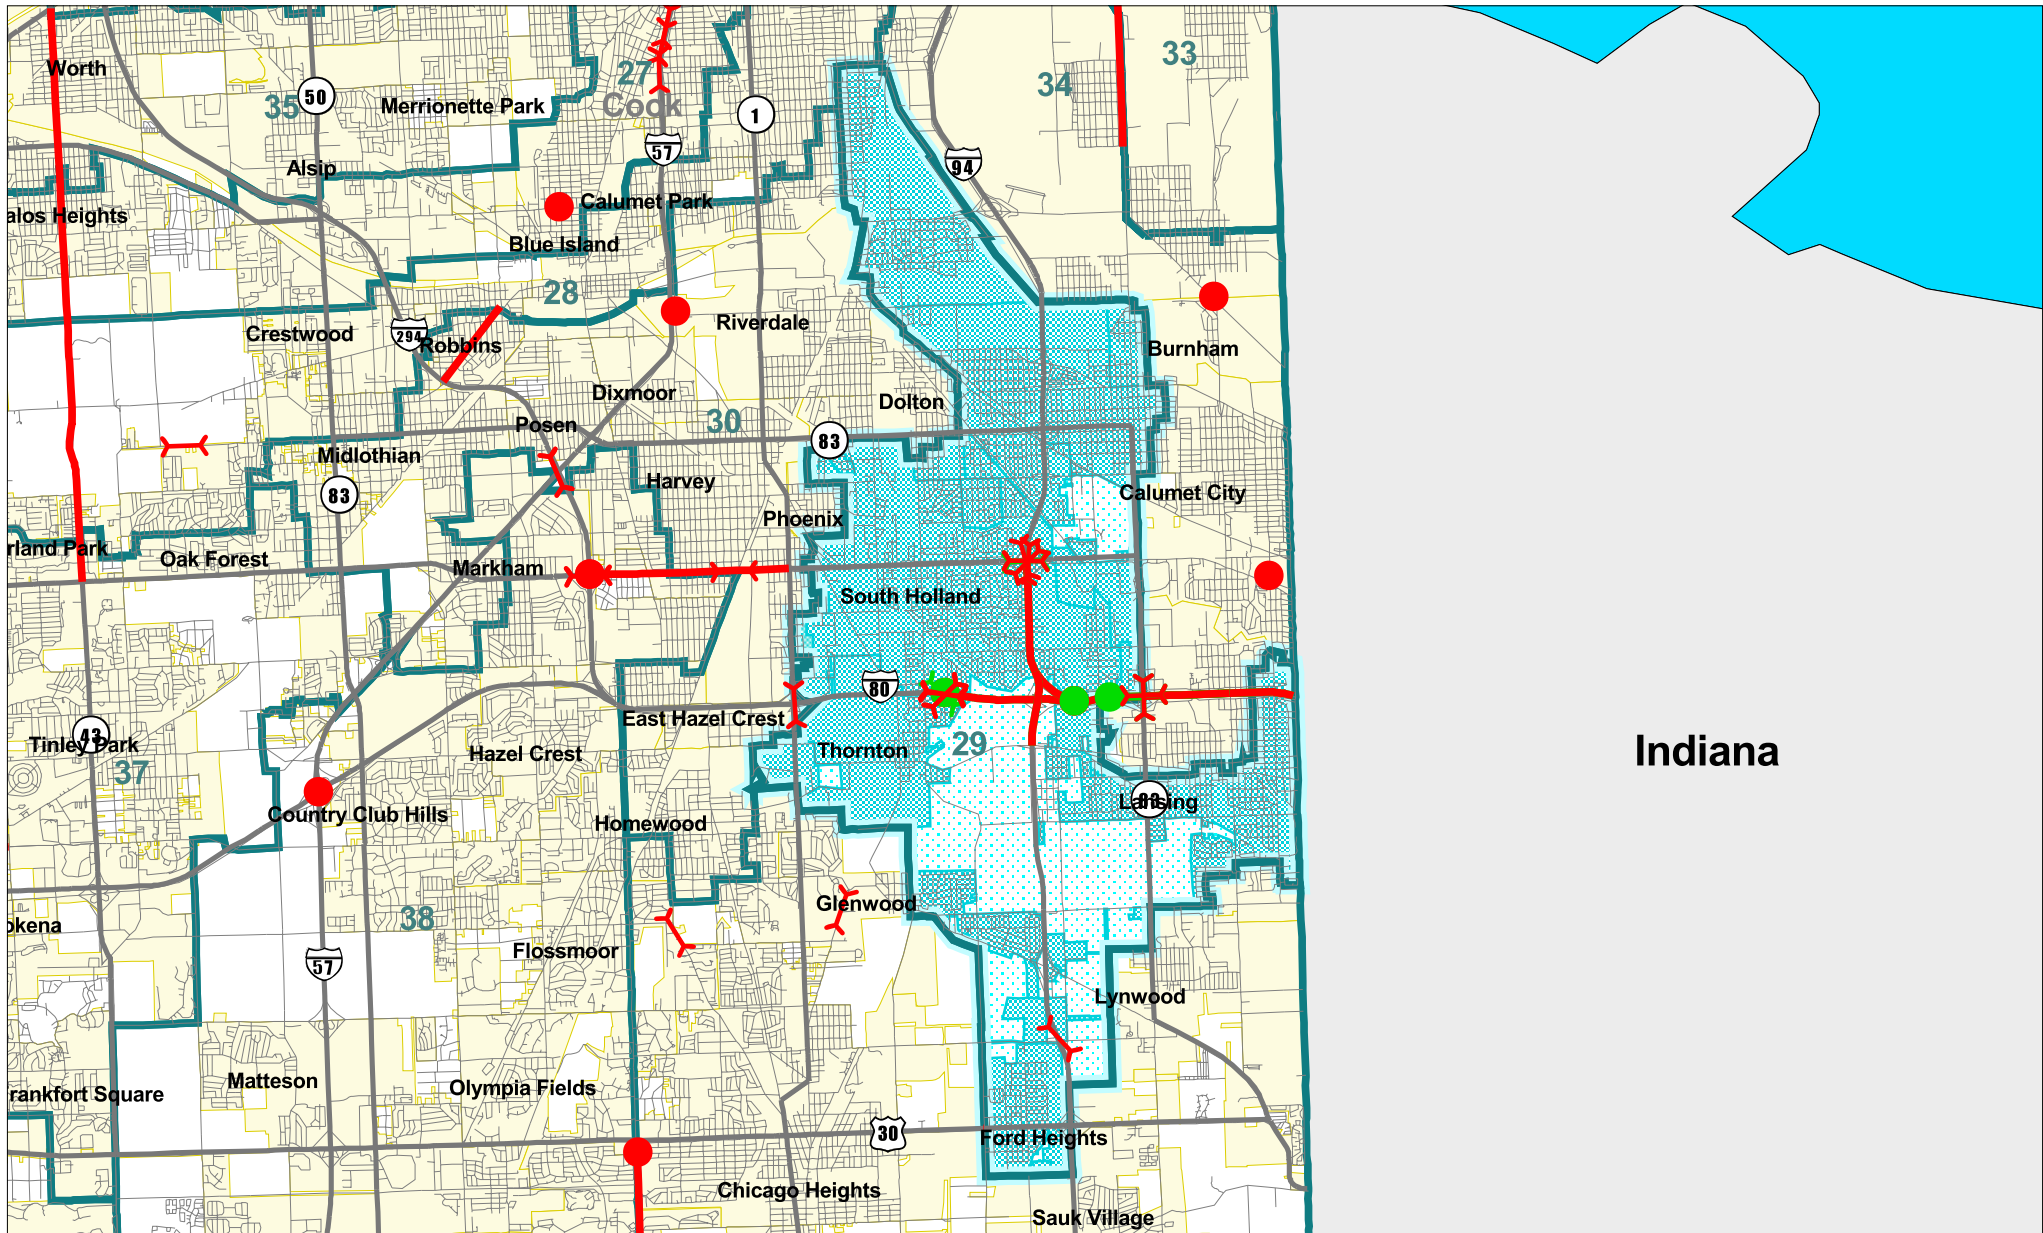 33
Worth
27
34
35
50
Merrionette Park
Cook
1
57
94
Alsip
Calumet Park
alos Heights
Blue Island
28
Riverdale
Crestwood
294
Robbins
Burnham
Dixmoor
Dolton
Posen
30
83
Midlothian
Harvey
83
Calumet City
Phoenix
rland Park
Oak Forest
Markham
South Holland
80
East Hazel Crest
43
Tinley Park
Hazel Crest
Thornton
29
Indiana
37
83
Lansing
Country Club Hills
Homewood
Glenwood
38
okena
Flossmoor
57
Lynwood
Matteson
Olympia Fields
rankfort Square
30
Ford Heights
Chicago Heights
Sauk Village